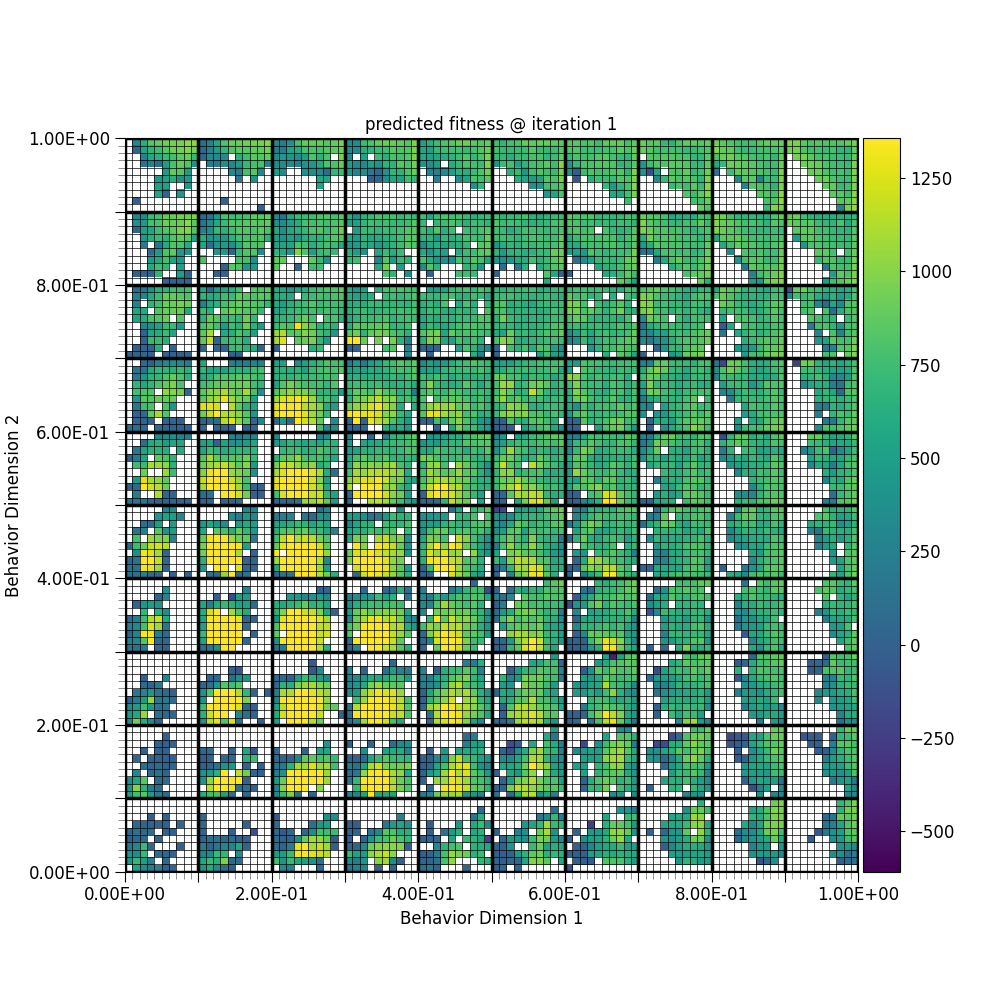 predicted fitness @ iteration 1
1.00E+00
8.00E-01
6.00E-01
4.00E-01
2.00E-01
0.00E+00
Behavior Dimension 2
0.00E+00 2.00E-01 4.00E-01 6.00E-01 8.00E-01 1.00E+00
Behavior Dimension 1
1250
1000
750
500
250
0
−250
−500